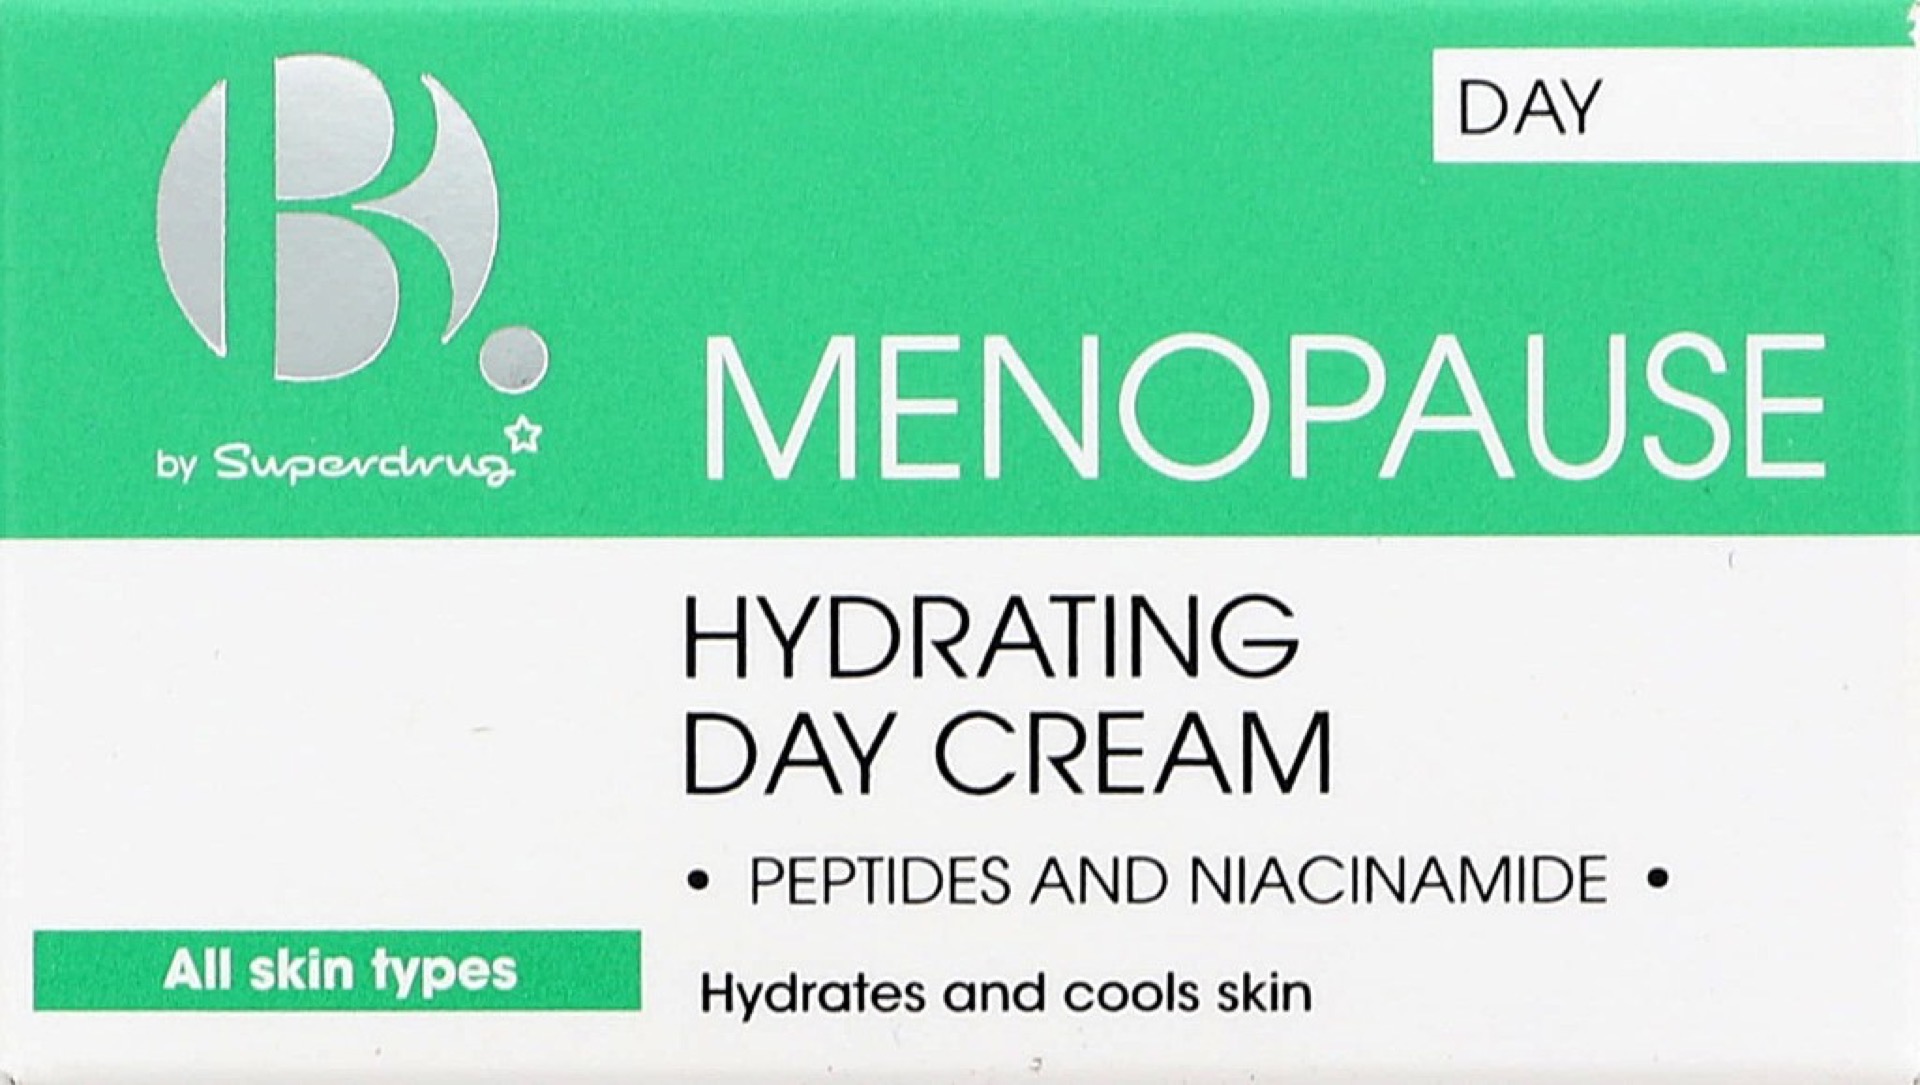 B.
by Superdrug
DAY
MENOPAUSE
HYDRATING
DAY CREAM
• PEPTIDES AND NIACINAMIDE •
All skin types
Hydrates and cools skin